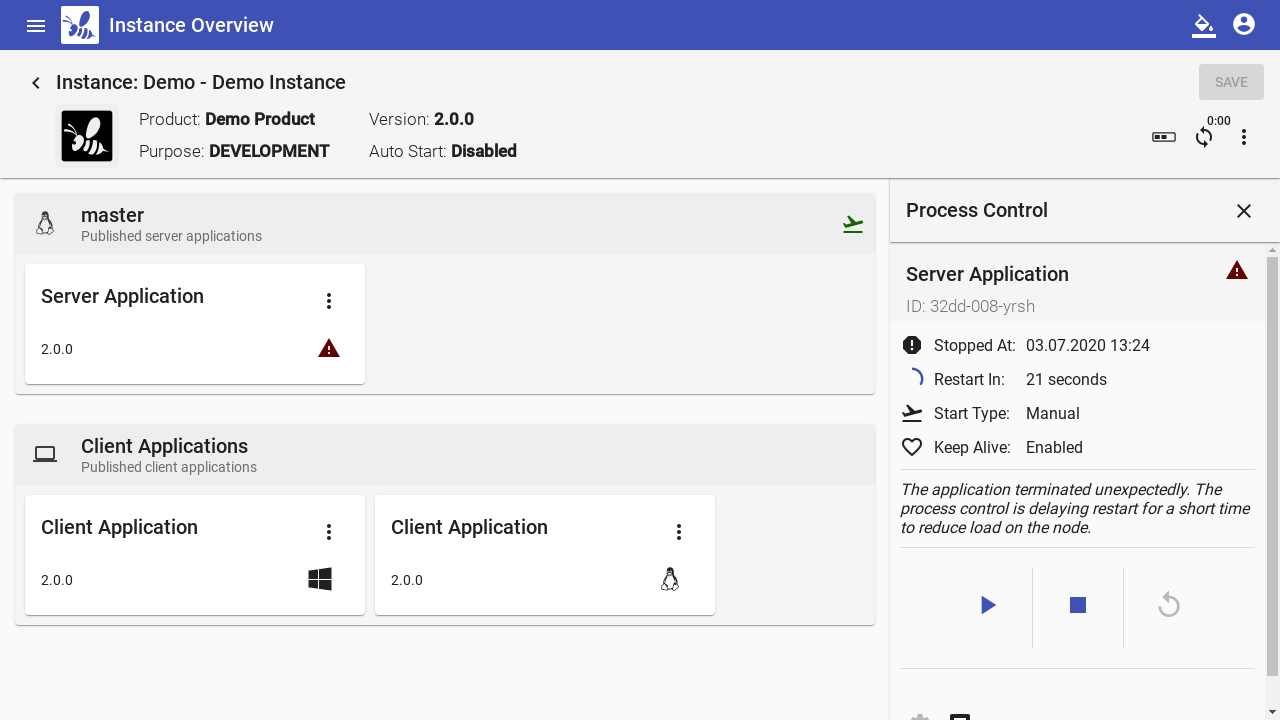 Instance Overview
Instance: Demo - Demo Instance
SAVE
Product: Demo Product
Version: 2.0.0
Purpose: DEVELOPMENT
Auto Start: Disabled
0:00
master
Published server applications
Server Application
2.0.0
Client Applications
Published client applications
Client Application
2.0.0
Client Application
2.0.0
Process Control
Server Application
ID: 32dd-008-yrsh
Stopped At: 03.07.2020 13:24
Restart In: 21 seconds
Start Type: Manual
Keep Alive: Enabled
The application terminated unexpectedly. The
process control is delaying restart for a short time
to reduce load on the node.